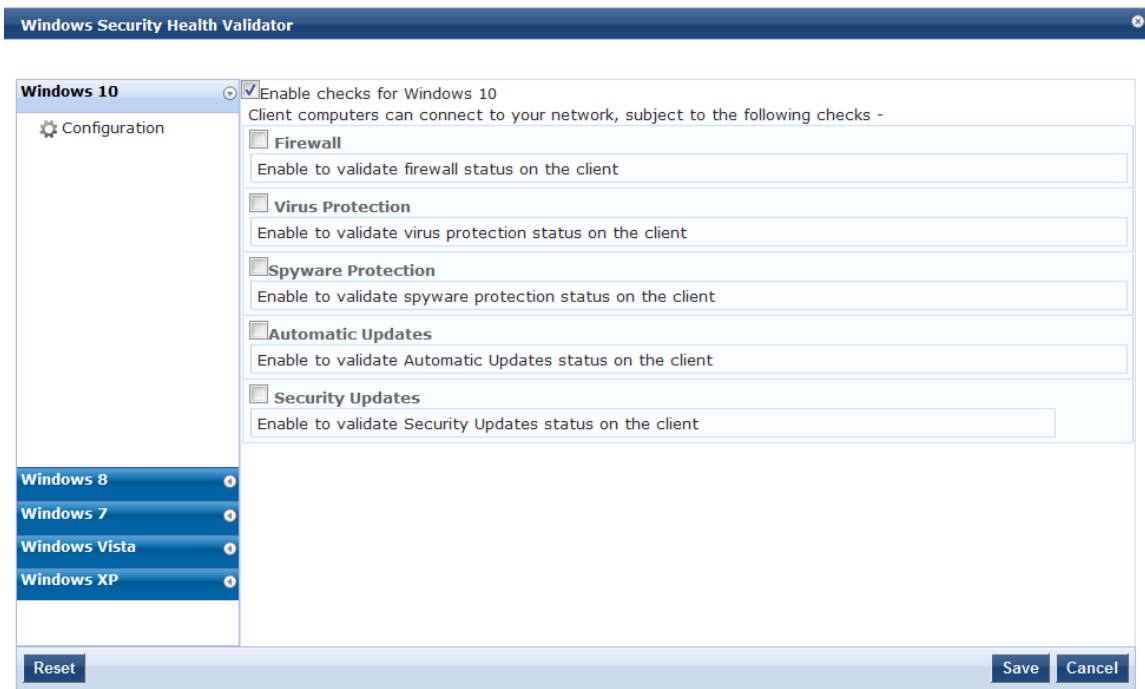 Windows Security Health Validator
Windows 10
Configuration
Windows 8
Windows 7
Windows Vista
Windows XP
Enable checks for Windows 10
Client computers can connect to your network, subject to the following checks -
Firewall
Enable to validate firewall status on the client
Virus Protection
Enable to validate virus protection status on the client
Spyware Protection
Enable to validate spyware protection status on the client
Automatic Updates
Enable to validate Automatic Updates status on the client
Security Updates
Enable to validate Security Updates status on the client
Reset
Save
Cancel